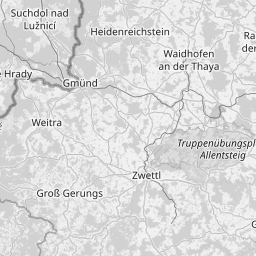 Suchdol nad
Lužnicí
Heidenreichstein
Waidhofen
an der Thaya
Gmünd
Weitra
Truppenübungspl
Allentsteig
Zwettl
Groß Gerungs
Hrady